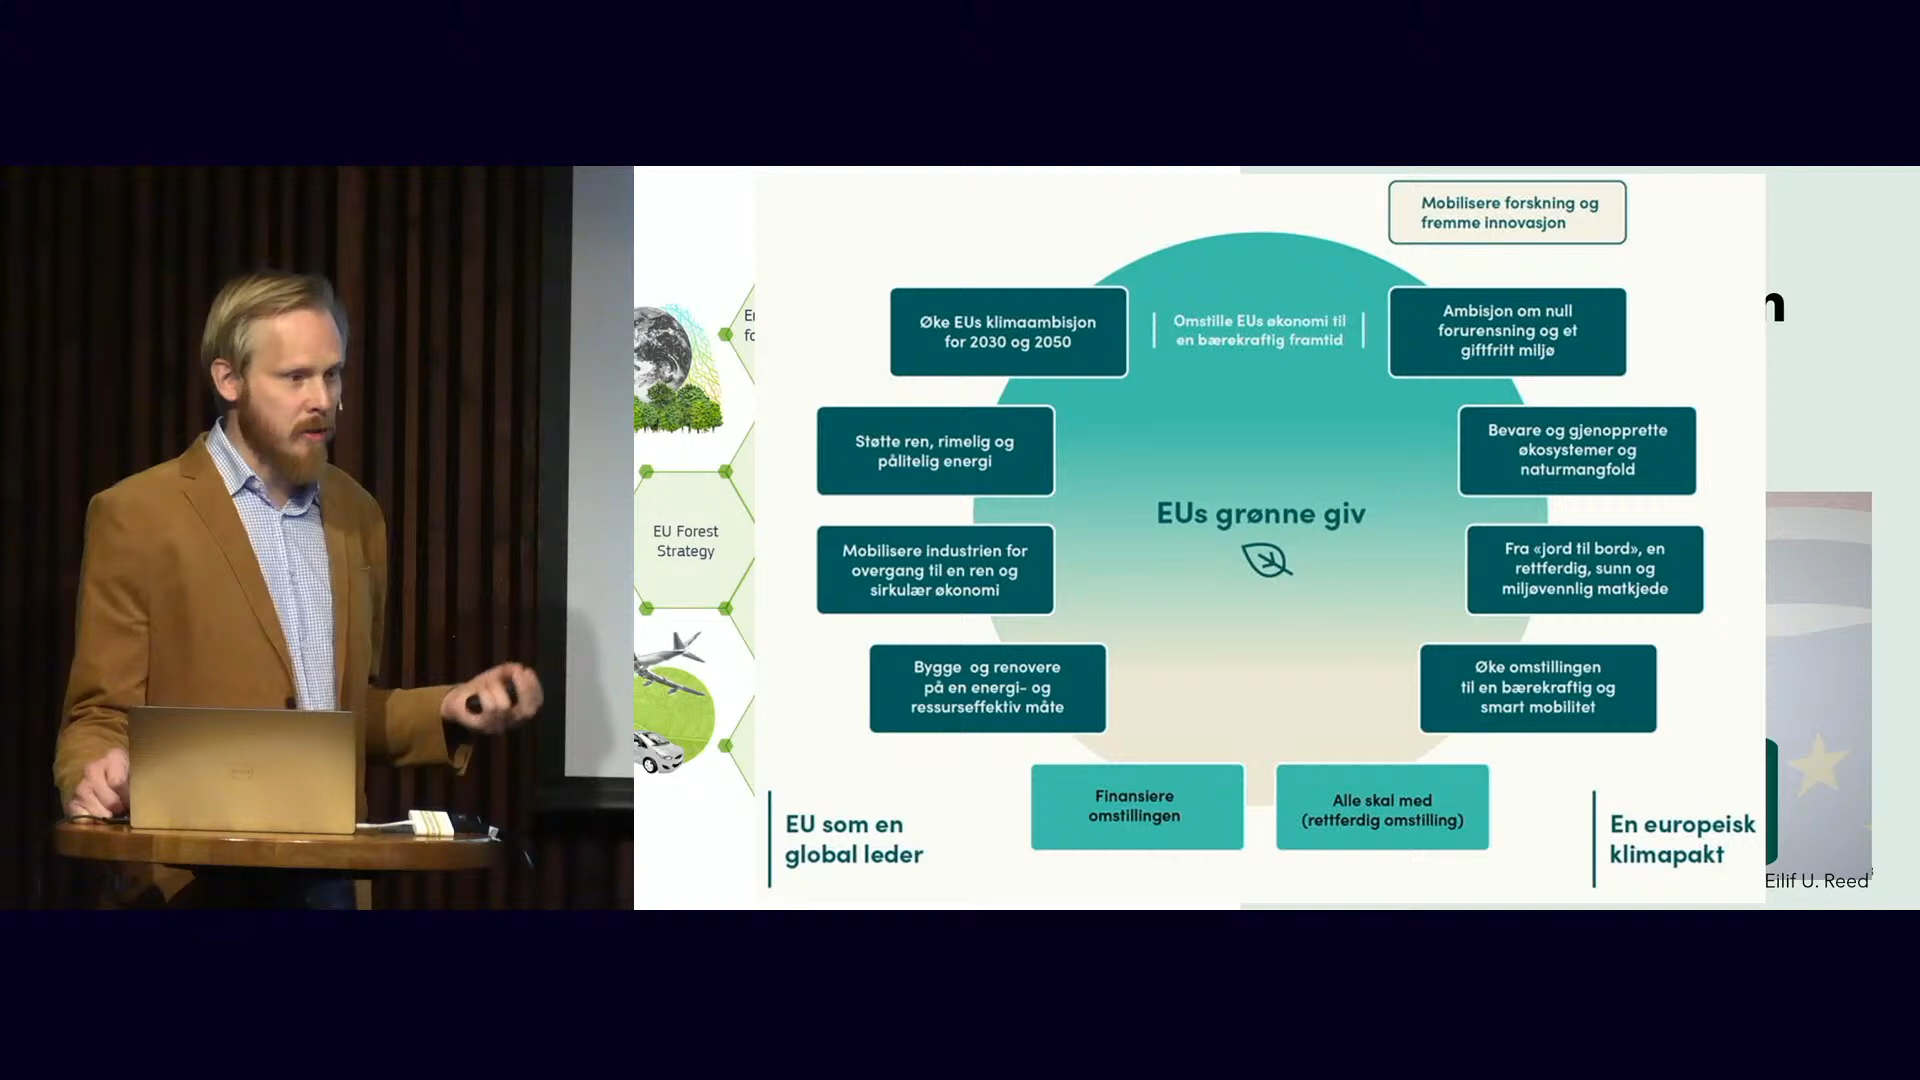 Mobilisere forskning og
fremme innovasjon
Øke EUs klimaambisjon
for 2030 og 2050
Omstille EUs økonomi til
en bærekraftig framtid
Ambisjon om null
forurensning og et
giftfritt miljø
Støtte ren, rimelig og
pålitelig energi
Bevare og gjenopprette
økosystemer og
naturmangfold
EUs grønne giv
EU Forest
Strategy
Mobilisere industrien for
overgang til en ren og
sirkulær økonomi
Fra «jord til bord», en
rettferdig, sunn og
miljøvennlig matkjede
Bygge og renovere
på en energi- og
ressurseffektiv måte
Øke omstillingen
til en bærekraftig og
smart mobilitet
Finansiere
omstillingen
Alle skal med
(rettferdig omstilling)
EU som en
global leder
En europeisk
klimapakt
Eilif U. Reed